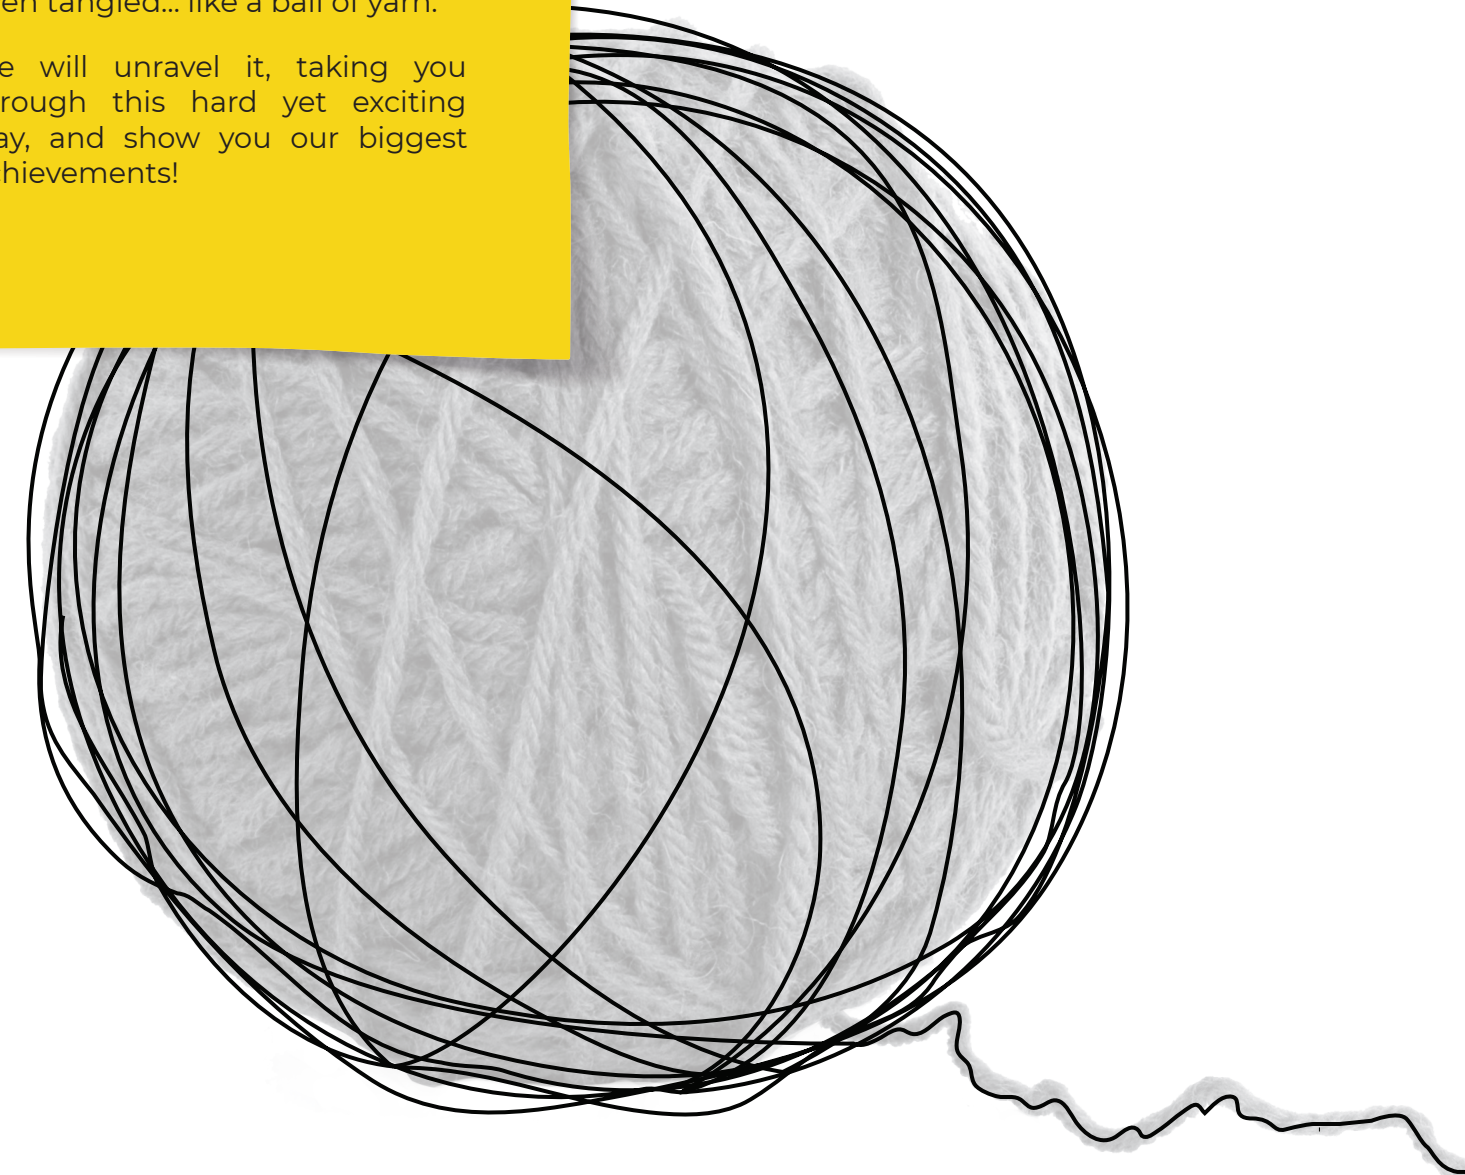 en tangled... like a ball of yarn.
e will unravel it, taking you
rough this hard yet exciting
ay, and show you our biggest
chievements!